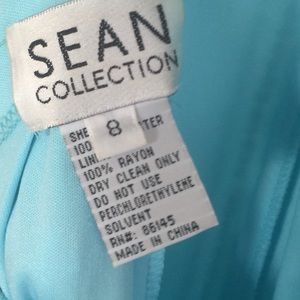 SEAN
COLLECTION
8
100% RAYON
DRY CLEAN ONLY
DO NOT USE
PERCHLORETHYLENE
SOLVENT
RN#: 86145
MADE IN CHINA